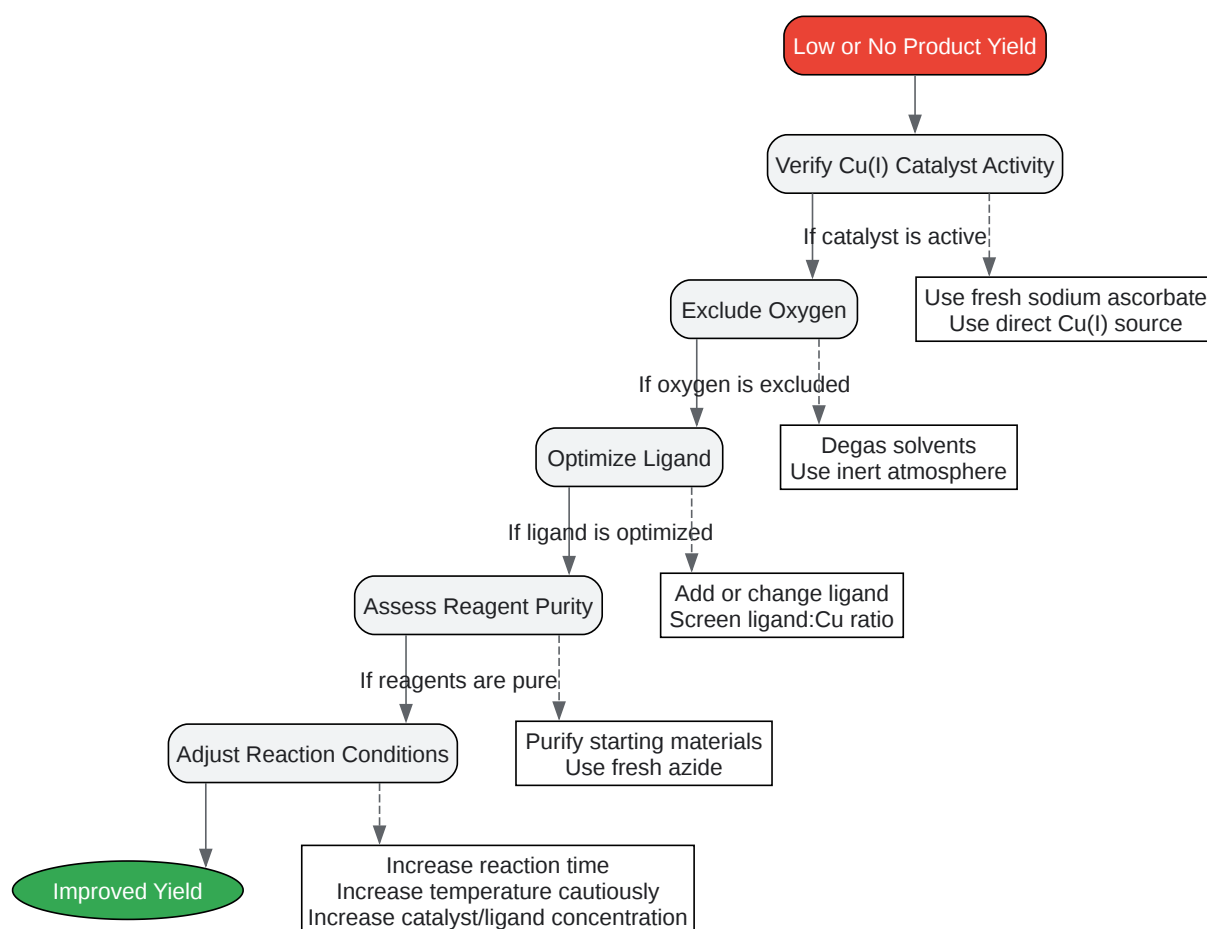 Low or No Product Yield
Verify Cu(I) Catalyst Activity
If catalyst is active
Exclude Oxygen
Use fresh sodium ascorbate
Use direct Cu(I) source
If oxygen is excluded
Optimize Ligand
Degas solvents
Use inert atmosphere
If ligand is optimized
Assess Reagent Purity
Add or change ligand
Screen ligand:Cu ratio
If reagents are pure
Adjust Reaction Conditions
Purify starting materials
Use fresh azide
Improved Yield
Increase reaction time
Increase temperature cautiously
Increase catalyst/ligand concentration